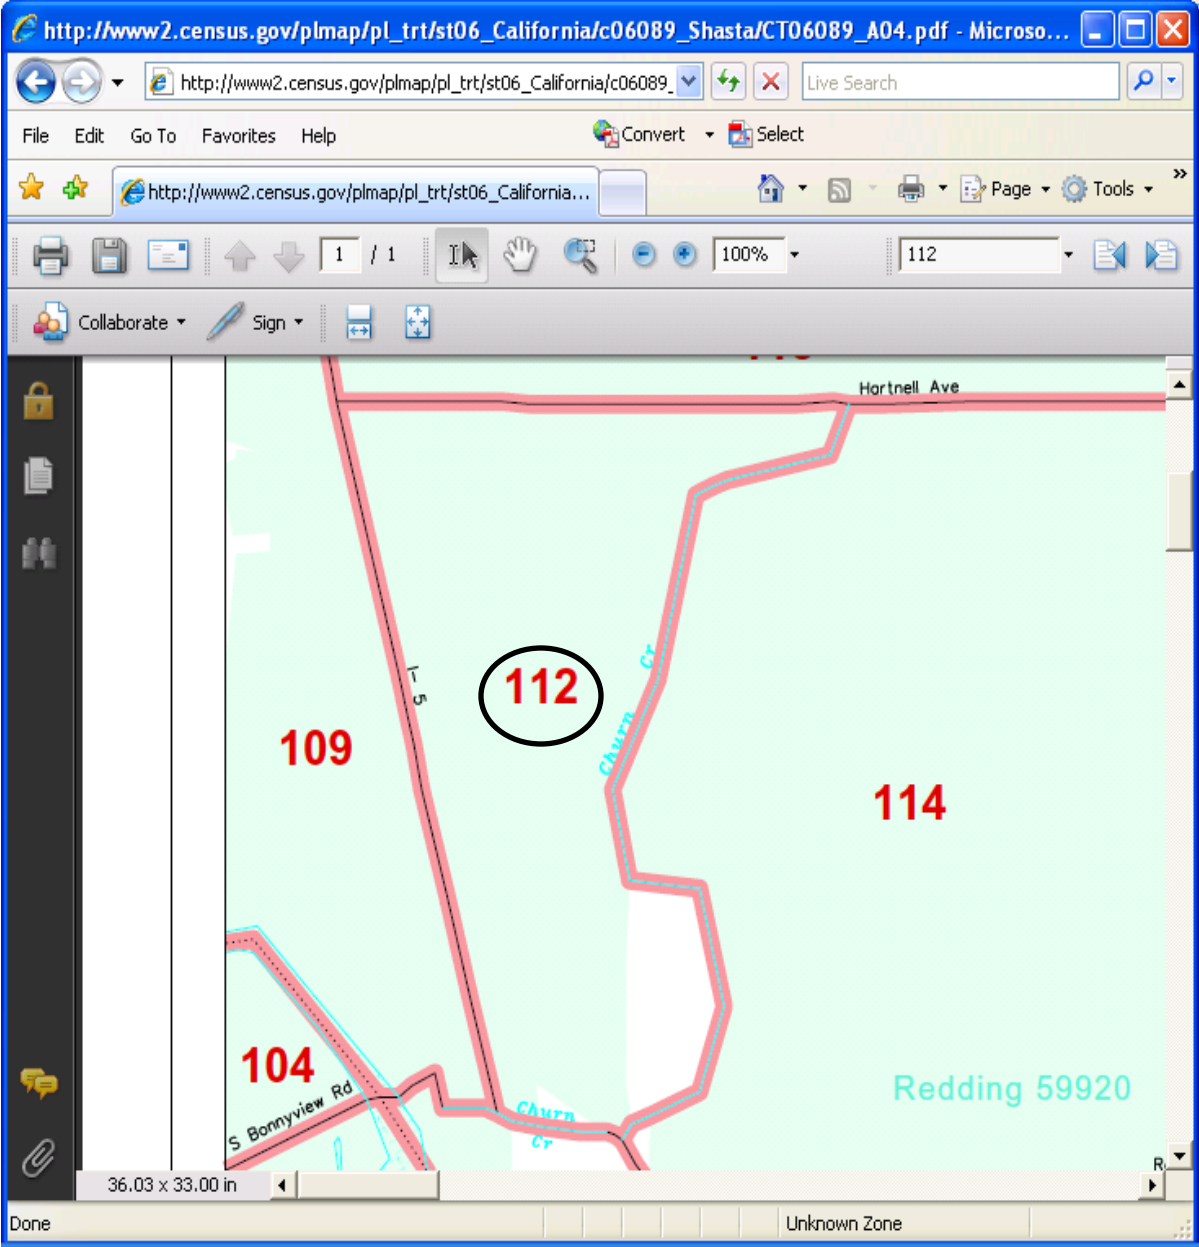 http://www2.census.gov/plmap/pl_trt/st06_California/c06089_Shasta/CT06089_A04.pdf - Microso...
http://www2.census.gov/plmap/pl_trt/st06_California/c06089_
Live Search
File Edit Go To Favorites Help Convert Select
http://www2.census.gov/plmap/pl_trt/st06_California... Page Tools »
1 / 1 100% 112
Collaborate Sign
Hartnell Ave
Cr
112
I- 5
Churn
109
114
104
Redding 59920
S Bonnyview Rd
Churn
Cr
R
36.03 x 33.00 in
Done Unknown Zone